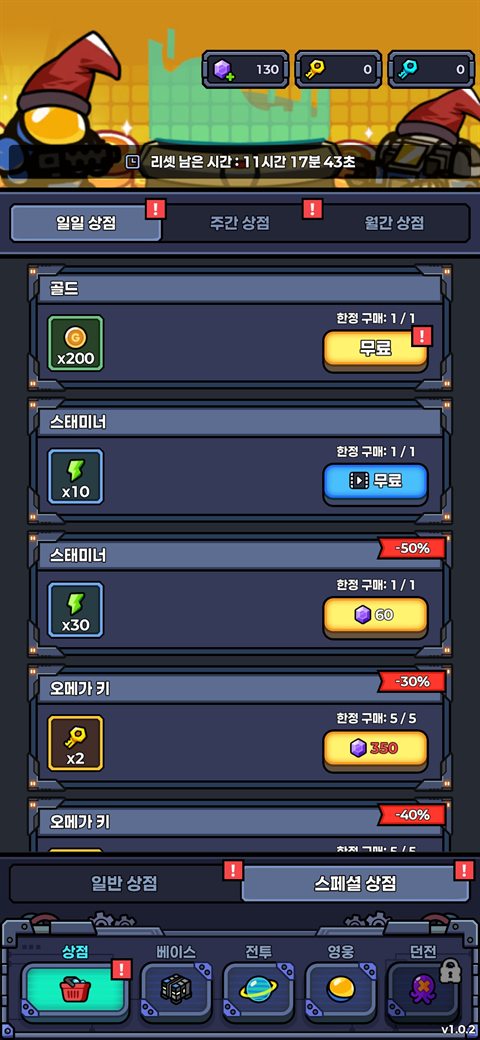 130
0
0
리셋 남은 시간 : 11시간 17분 43초
일일 상점
!
주간 상점
!
월간 상점
골드
한정 구매: 1 / 1
G
x200
무료
!
스태미너
한정 구매: 1 / 1
x10
무료
스태미너
-50%
한정 구매: 1 / 1
x30
60
오메가 키
-30%
한정 구매: 5 / 5
x2
350
오메가 키
-40%
일반 상점
!
스페셜 상점
!
상점
!
베이스
전투
영웅
던전
v1.0.2